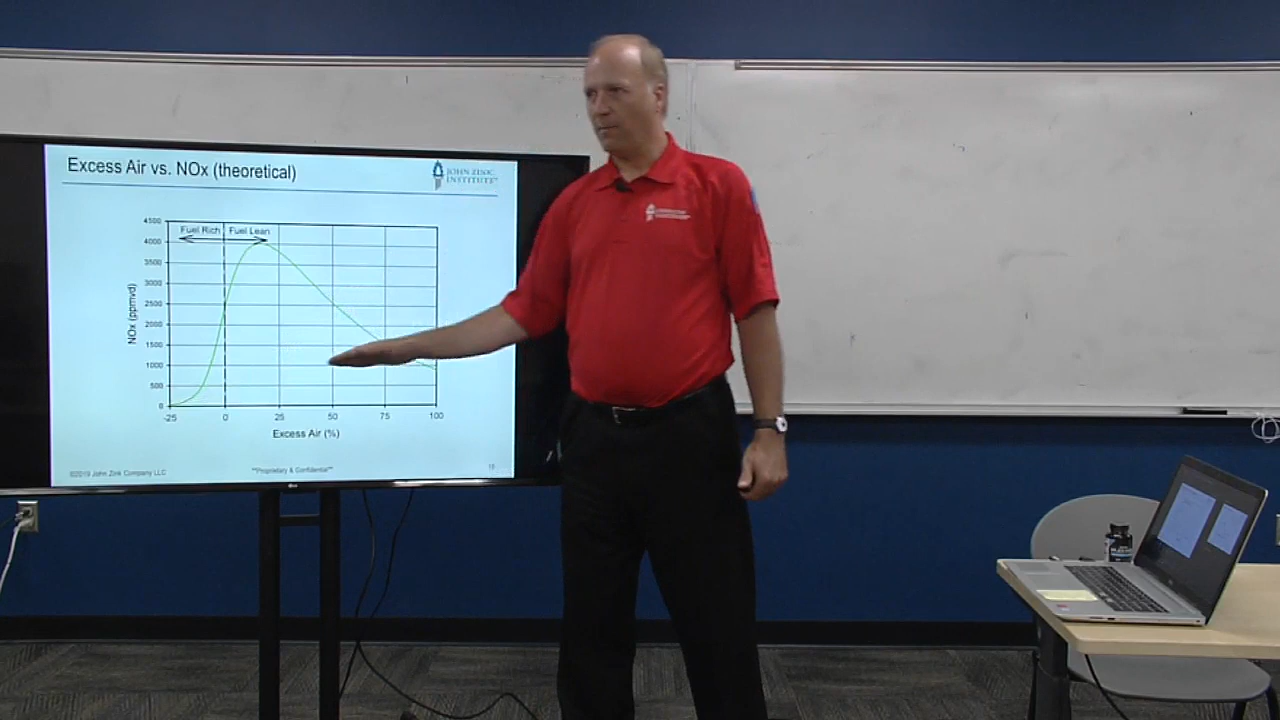 Excess Air vs. NOx (theoretical)
JOHN ZINK
INSTITUTE
Fuel Rich
Fuel Lean
4500
4000
3500
3000
2500
2000
1500
1000
500
0
NOx (ppmvd)
-25
0
25
50
75
100
Excess Air (%)
©2019 John Zink Company LLC
**Proprietary & Confidential**
LG